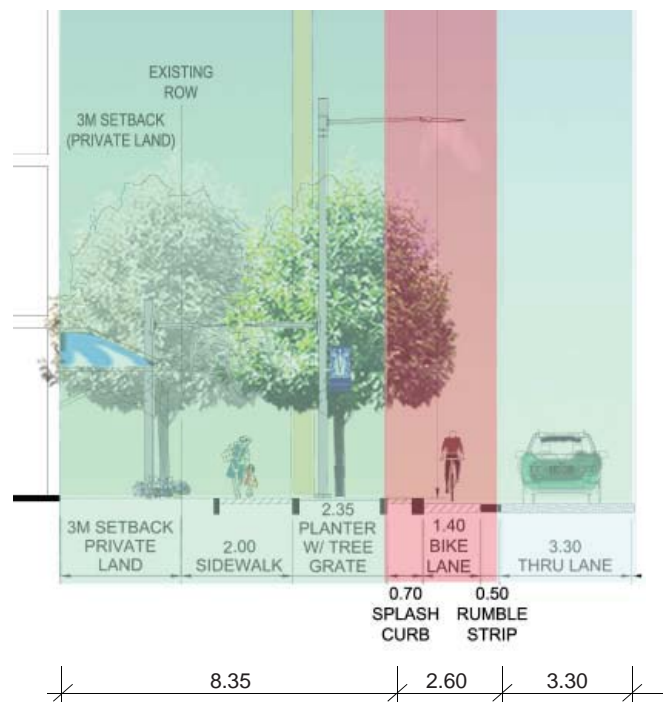 EXISTING
ROW
3M SETBACK
(PRIVATE LAND)
3M SETBACK
PRIVATE
LAND
2.00
SIDEWALK
2.35
PLANTER
W/ TREE
GRATE
1.40
BIKE
LANE
3.30
THRU LANE
0.70
SPLASH
CURB
0.50
RUMBLE
STRIP
8.35
2.60
3.30